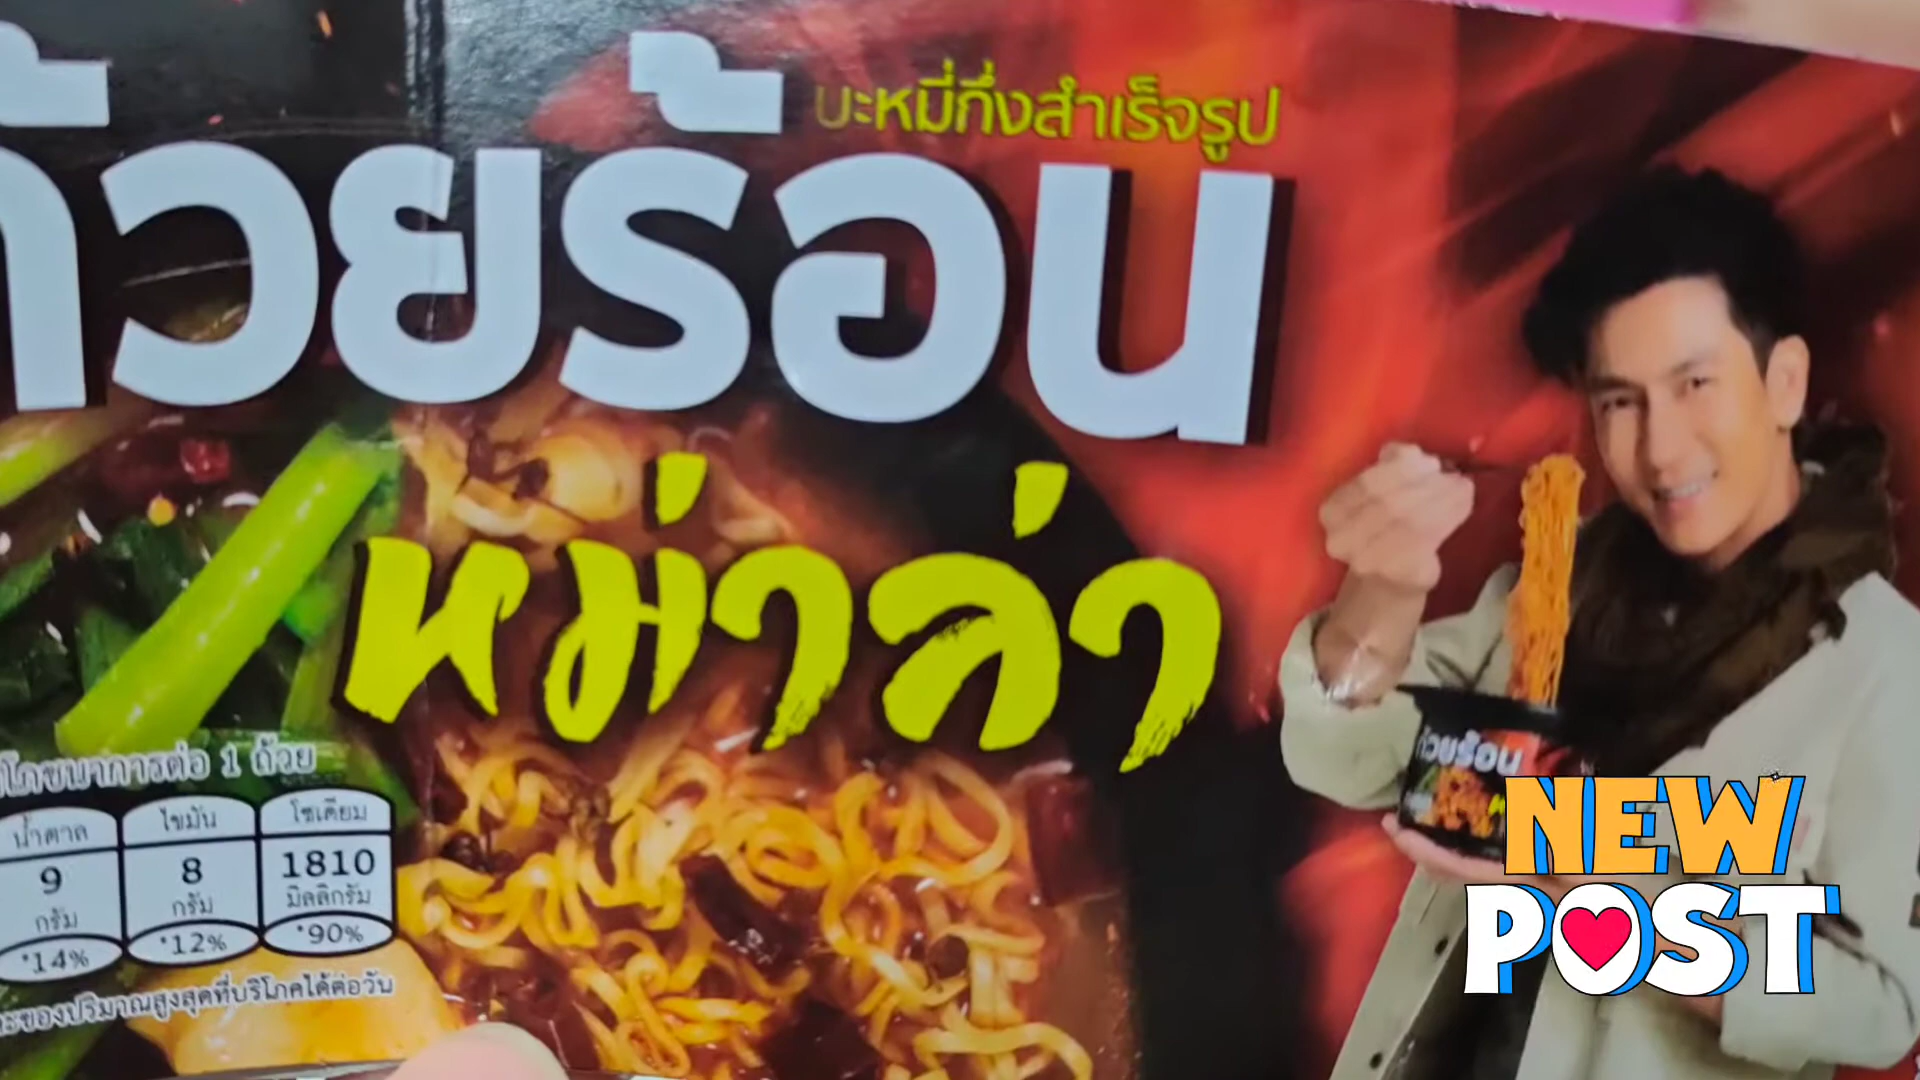 บะหมี่กึ่งสำเร็จรูป
ถ้วยร้อน
หม่าล่า
โภชนาการต่อ 1 ถ้วย
น้ำตาล ไขมัน โซเดียม
9 8 1810
กรัม กรัม มิลลิกรัม
*14% *12% *90%
ของปริมาณสูงสุดที่บริโภคได้ต่อวัน
ถ้วยร้อน
NEW
POST